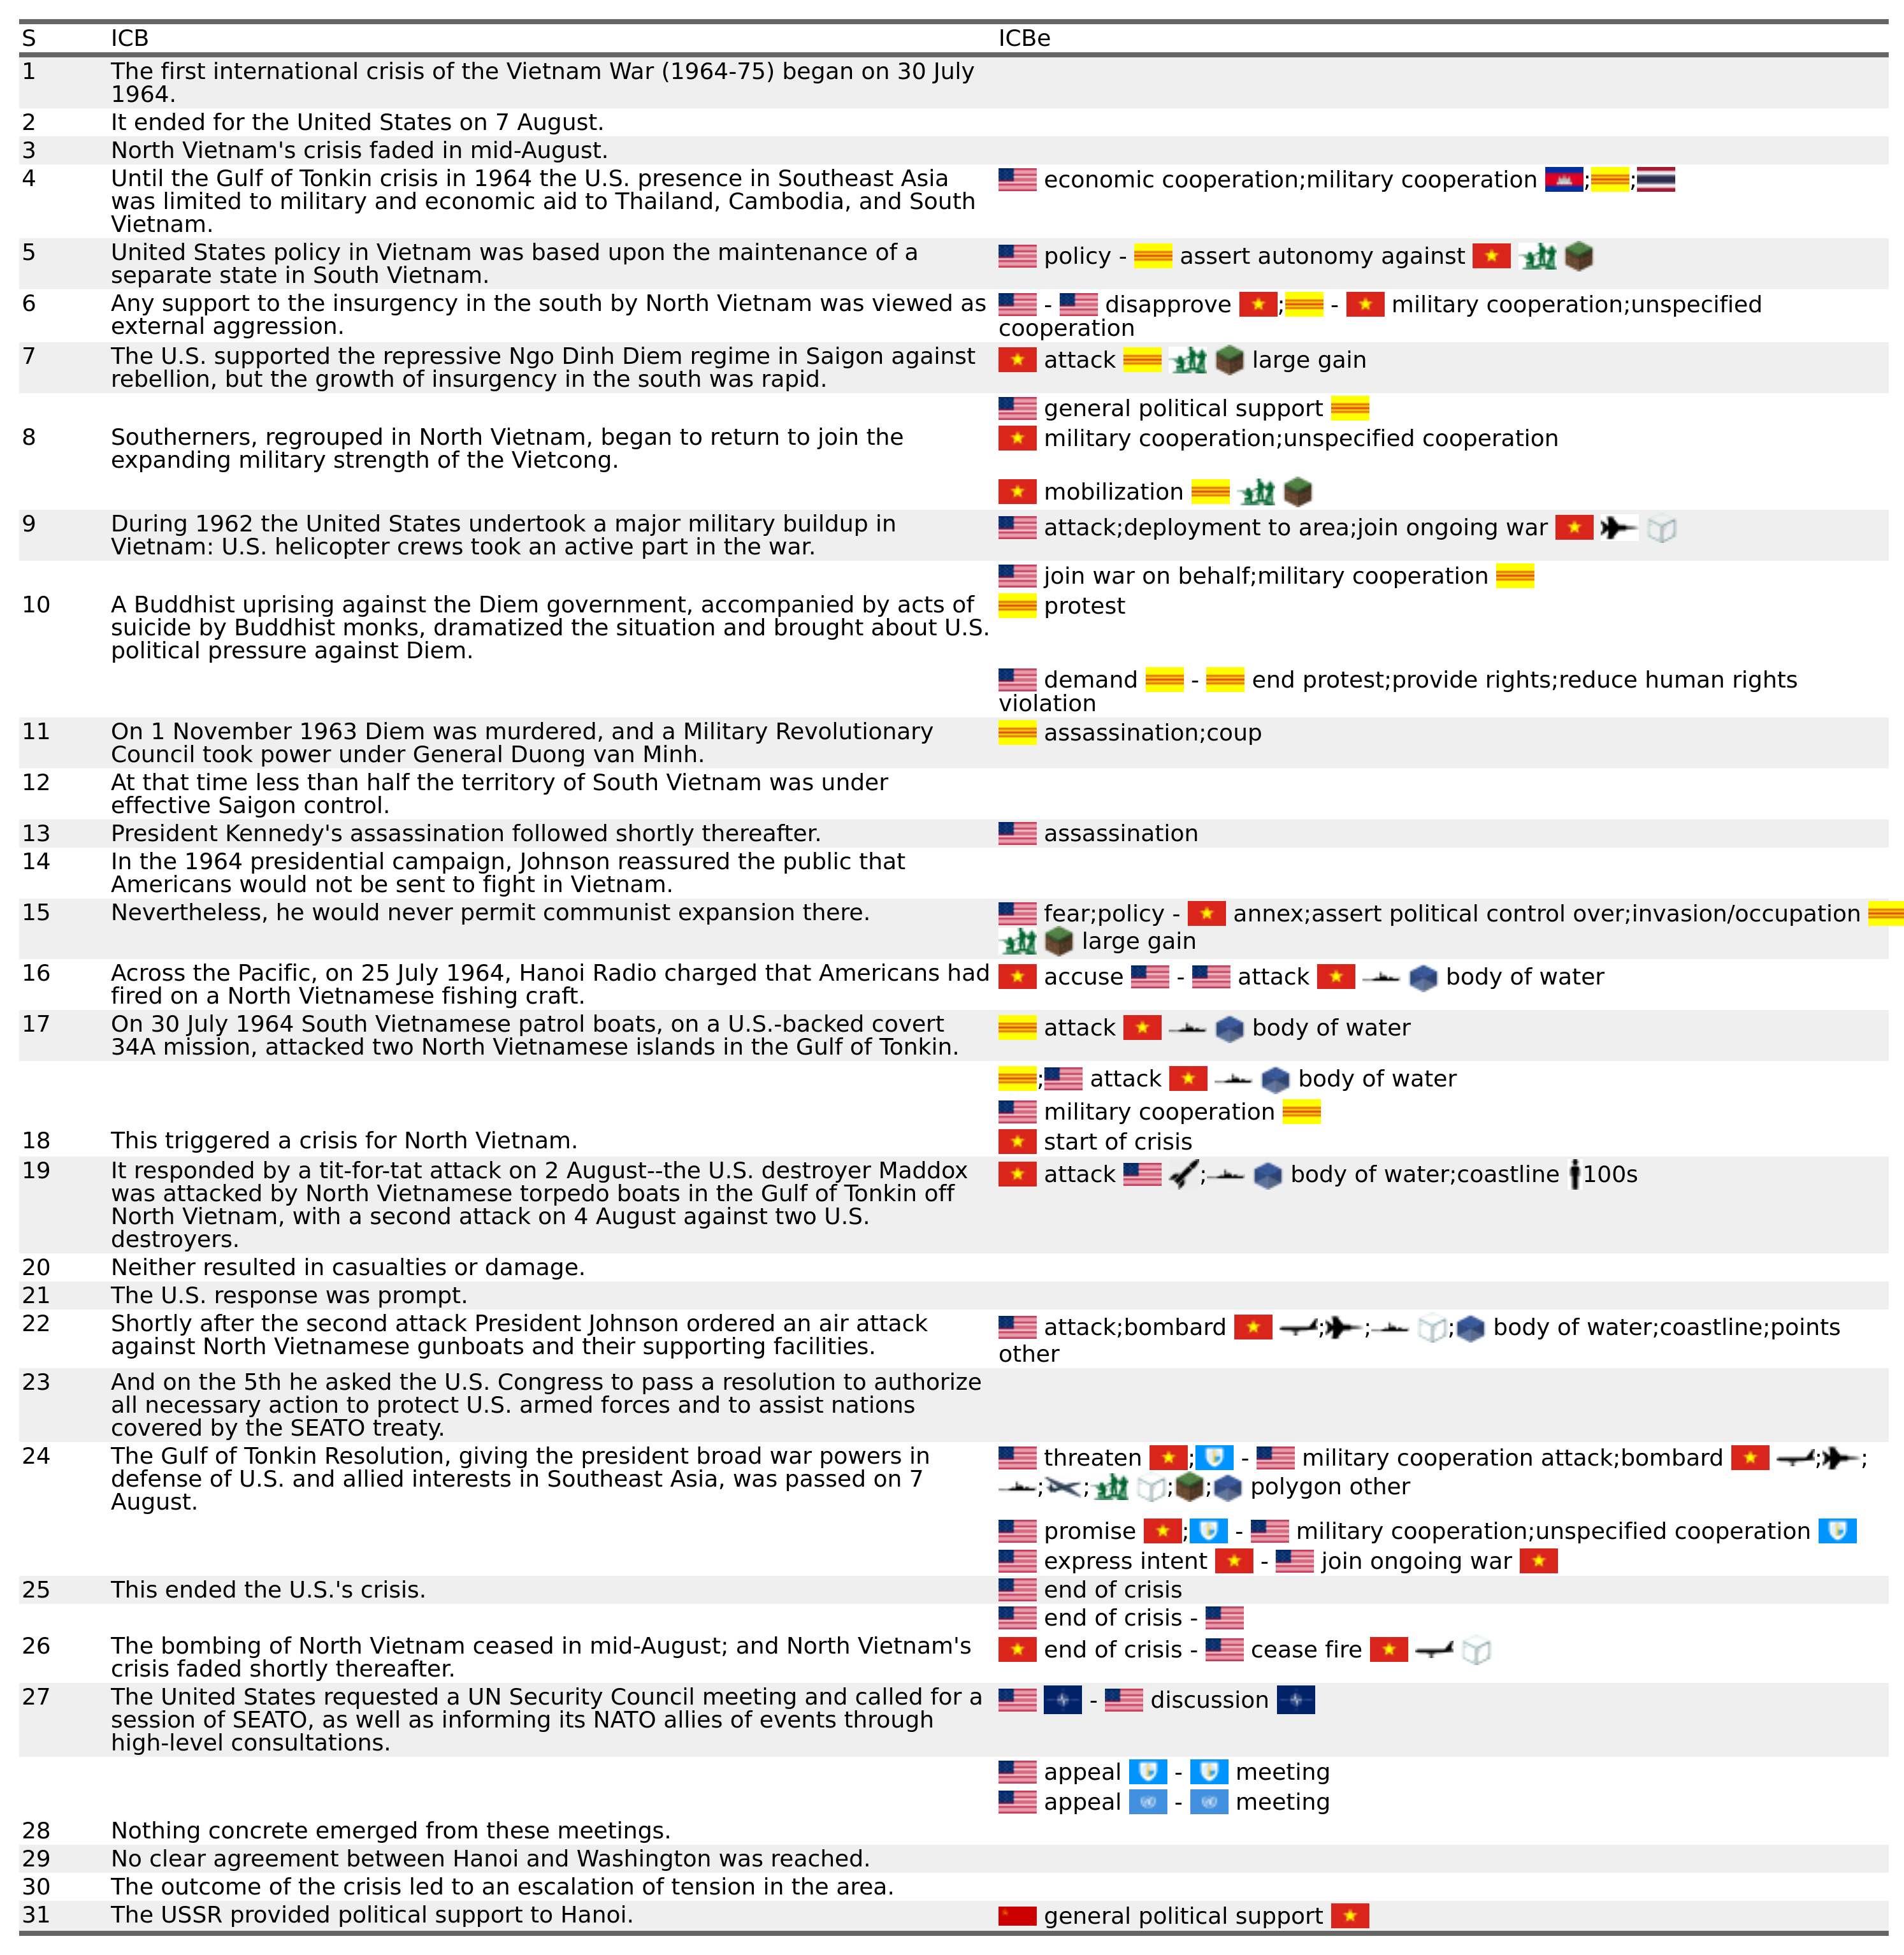 S ICB ICBe
1 The first international crisis of the Vietnam War (1964-75) began on 30 July
1964.
2 It ended for the United States on 7 August.
3 North Vietnam's crisis faded in mid-August.
4 Until the Gulf of Tonkin crisis in 1964 the U.S. presence in Southeast Asia economic cooperation;military cooperation ; ;
was limited to military and economic aid to Thailand, Cambodia, and South
Vietnam.
5 United States policy in Vietnam was based upon the maintenance of a policy - assert autonomy against
separate state in South Vietnam.
6 Any support to the insurgency in the south by North Vietnam was viewed as - disapprove ; - military cooperation;unspecified
external aggression. cooperation
7 The U.S. supported the repressive Ngo Dinh Diem regime in Saigon against attack large gain
rebellion, but the growth of insurgency in the south was rapid.
general political support
8 Southerners, regrouped in North Vietnam, began to return to join the military cooperation;unspecified cooperation
expanding military strength of the Vietcong.
mobilization
9 During 1962 the United States undertook a major military buildup in attack;deployment to area;join ongoing war
Vietnam: U.S. helicopter crews took an active part in the war.
join war on behalf;military cooperation
10 A Buddhist uprising against the Diem government, accompanied by acts of protest
suicide by Buddhist monks, dramatized the situation and brought about U.S.
political pressure against Diem.
demand - end protest;provide rights;reduce human rights
violation
11 On 1 November 1963 Diem was murdered, and a Military Revolutionary assassination;coup
Council took power under General Duong van Minh.
12 At that time less than half the territory of South Vietnam was under
effective Saigon control.
13 President Kennedy's assassination followed shortly thereafter. assassination
14 In the 1964 presidential campaign, Johnson reassured the public that
Americans would not be sent to fight in Vietnam.
15 Nevertheless, he would never permit communist expansion there. fear;policy - annex;assert political control over;invasion/occupation
large gain
16 Across the Pacific, on 25 July 1964, Hanoi Radio charged that Americans had accuse - attack body of water
fired on a North Vietnamese fishing craft.
17 On 30 July 1964 South Vietnamese patrol boats, on a U.S.-backed covert attack body of water
34A mission, attacked two North Vietnamese islands in the Gulf of Tonkin.
; attack body of water
military cooperation
18 This triggered a crisis for North Vietnam. start of crisis
19 It responded by a tit-for-tat attack on 2 August--the U.S. destroyer Maddox attack ; body of water;coastline 100s
was attacked by North Vietnamese torpedo boats in the Gulf of Tonkin off
North Vietnam, with a second attack on 4 August against two U.S.
destroyers.
20 Neither resulted in casualties or damage.
21 The U.S. response was prompt.
22 Shortly after the second attack President Johnson ordered an air attack attack;bombard ; ; ; body of water;coastline;points
against North Vietnamese gunboats and their supporting facilities. other
23 And on the 5th he asked the U.S. Congress to pass a resolution to authorize
all necessary action to protect U.S. armed forces and to assist nations
covered by the SEATO treaty.
24 The Gulf of Tonkin Resolution, giving the president broad war powers in threaten ; - military cooperation attack;bombard ; ;
defense of U.S. and allied interests in Southeast Asia, was passed on 7 ; ; ; ; polygon other
August.
promise ; - military cooperation;unspecified cooperation
express intent - join ongoing war
25 This ended the U.S.'s crisis. end of crisis
end of crisis -
26 The bombing of North Vietnam ceased in mid-August; and North Vietnam's end of crisis - cease fire
crisis faded shortly thereafter.
27 The United States requested a UN Security Council meeting and called for a - discussion
session of SEATO, as well as informing its NATO allies of events through
high-level consultations.
appeal - meeting
appeal - meeting
28 Nothing concrete emerged from these meetings.
29 No clear agreement between Hanoi and Washington was reached.
30 The outcome of the crisis led to an escalation of tension in the area.
31 The USSR provided political support to Hanoi. general political support